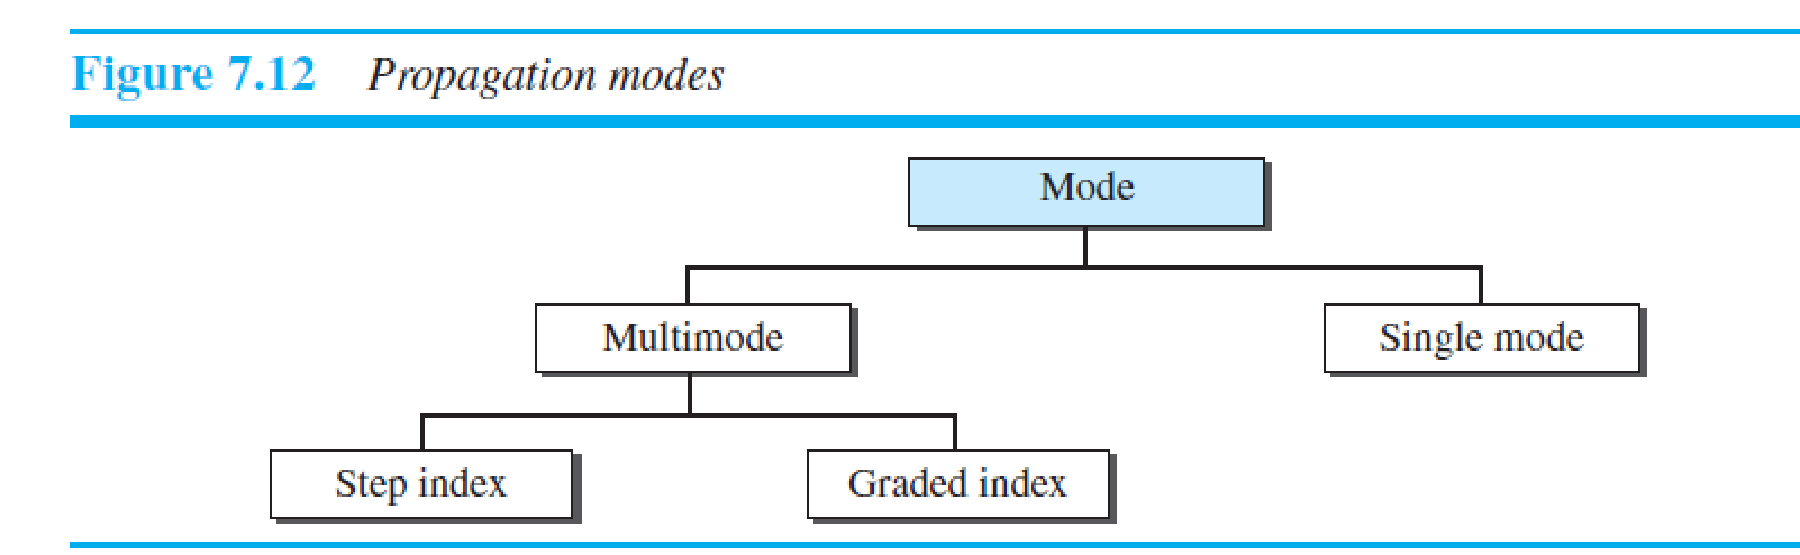 Figure 7.12 Propagation modes
Mode
Multimode Single mode
Step index Graded index